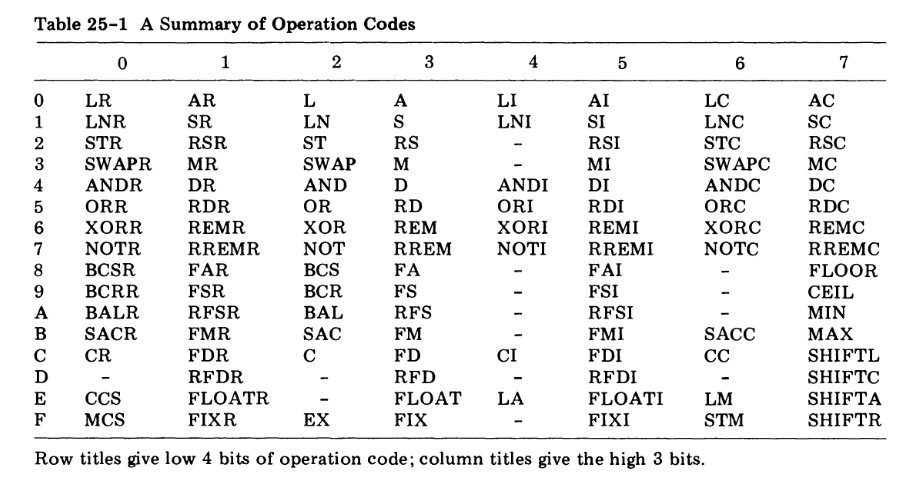 Table 25-1 A Summary of Operation Codes
0 1 2 3 4 5 6 7
0 LR AR L A LI AI LC AC
1 LNR SR LN S LNI SI LNC SC
2 STR RSR ST RS – RSI STC RSC
3 SWAPR MR SWAP M – MI SWAPC MC
4 ANDR DR AND D ANDI DI ANDC DC
5 ORR RDR OR RD ORI RDI ORC RDC
6 XORR REMR XOR REM XORI REMI XORC REMC
7 NOTR RREMR NOT RREM NOTI RREMI NOTC RREMC
8 BCSR FAR BCS FA – FAI – FLOOR
9 BCRR FSR BCR FS – FSI – CEIL
A BALR RFSR BAL RFS – RFSI – MIN
B SACR FMR SAC FM – FMI SACC MAX
C CR FDR C FD CI FDI CC SHIFTL
D – RFDR – RFD – RFDI – SHIFTC
E CCS FLOATR – FLOAT LA FLOATI LM SHIFTA
F MCS FIXR EX FIX – FIXI STM SHIFTR
Row titles give low 4 bits of operation code; column titles give the high 3 bits.